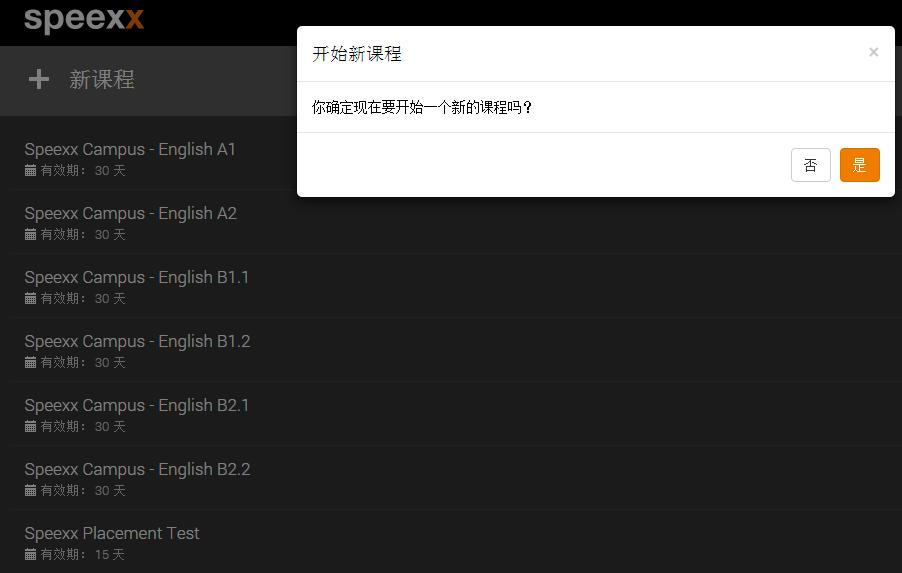 speexx
新课程
开始新课程
×
你确定现在要开始一个新的课程吗？
否
是
Speexx Campus - English A1
有效期： 30 天
Speexx Campus - English A2
有效期： 30 天
Speexx Campus - English B1.1
有效期： 30 天
Speexx Campus - English B1.2
有效期： 30 天
Speexx Campus - English B2.1
有效期： 30 天
Speexx Campus - English B2.2
有效期： 30 天
Speexx Placement Test
有效期： 15 天